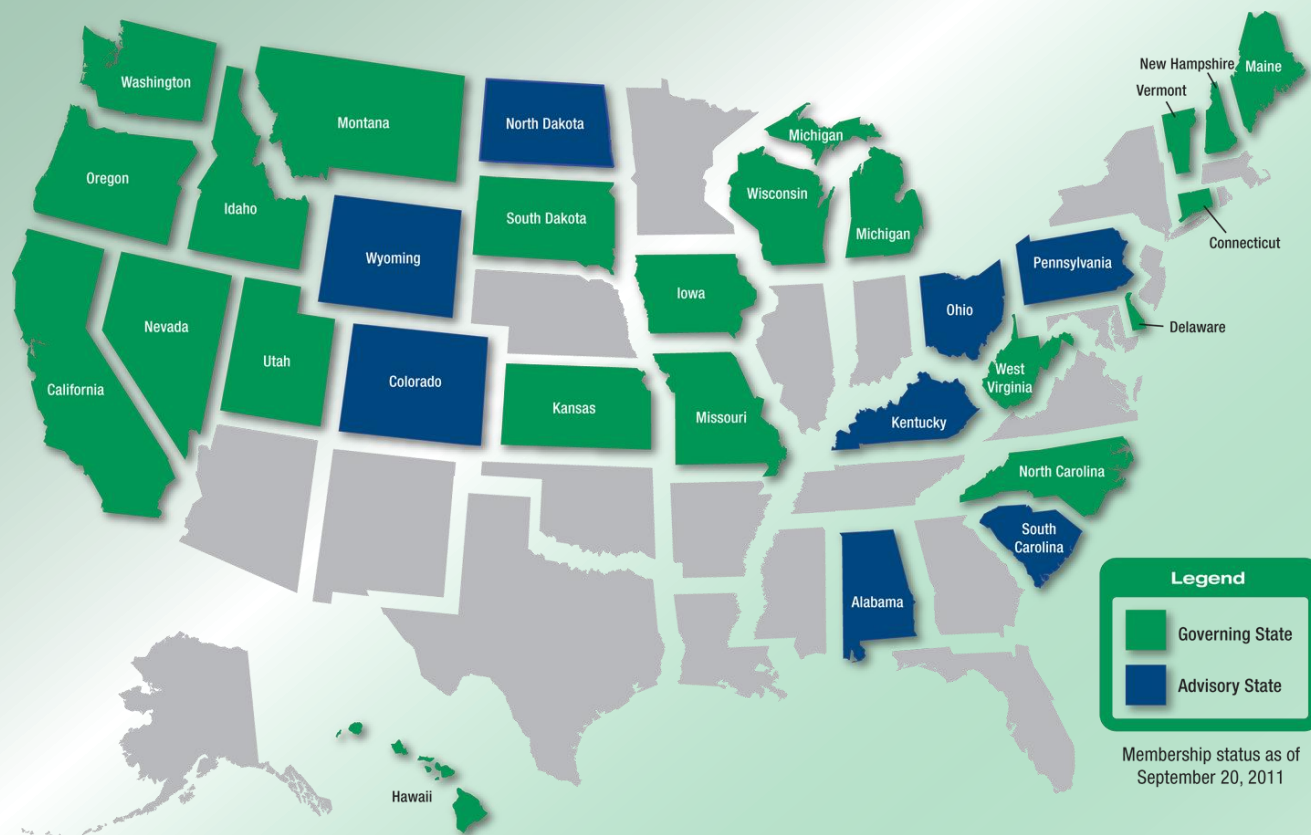 Washington
Montana
North Dakota
Michigan
New Hampshire
Vermont
Maine
Oregon
Idaho
South Dakota
Wisconsin
Michigan
Connecticut
Wyoming
Pennsylvania
Iowa
Ohio
Nevada
Delaware
Utah
California
Colorado
Kansas
Missouri
Kentucky
West
Virginia
North Carolina
South
Carolina
Alabama
Hawaii
Legend
Governing State
Advisory State
Membership status as of
September 20, 2011